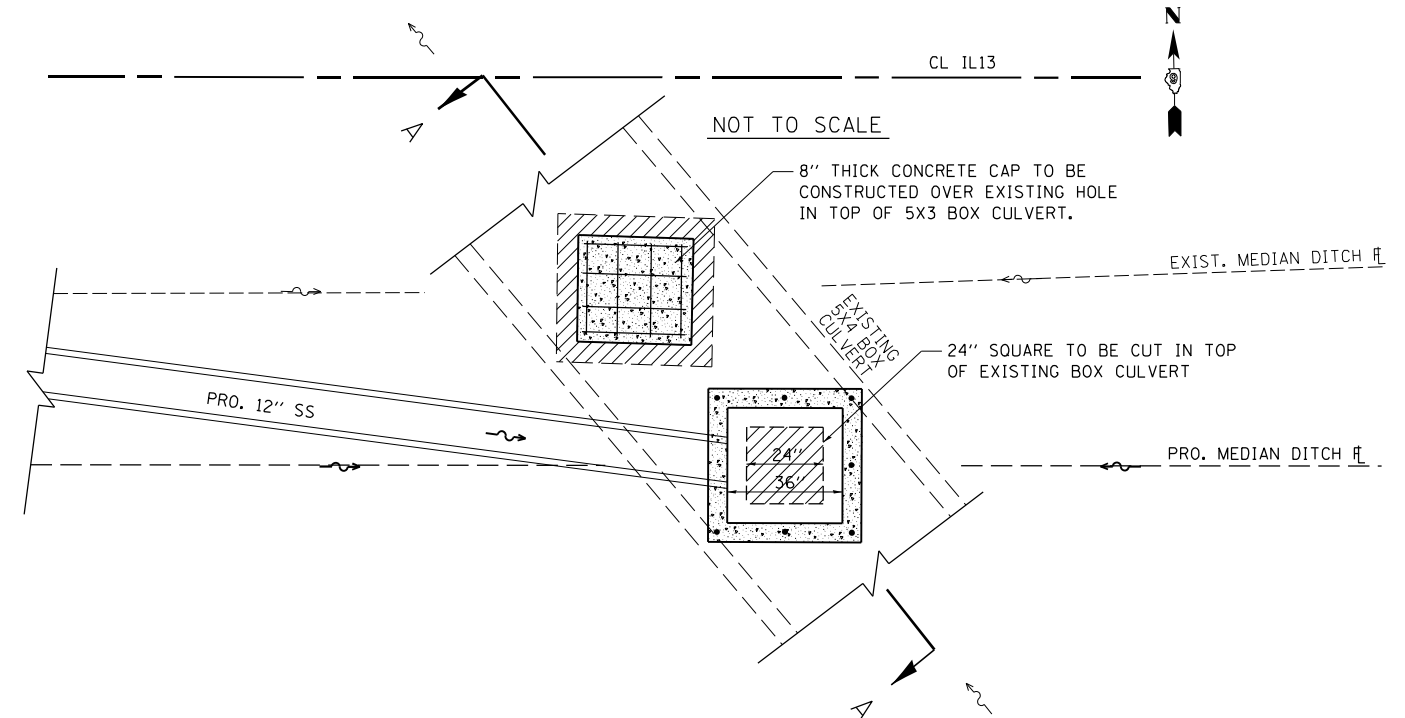 N
CL IL13
A
NOT TO SCALE
8" THICK CONCRETE CAP TO BE
CONSTRUCTED OVER EXISTING HOLE
IN TOP OF 5X3 BOX CULVERT.
EXIST. MEDIAN DITCH ⅊
EXISTING
5X4 BOX
CULVERT
24" SQUARE TO BE CUT IN TOP
OF EXISTING BOX CULVERT
PRO. 12" SS
24"
36"
PRO. MEDIAN DITCH ⅊
A